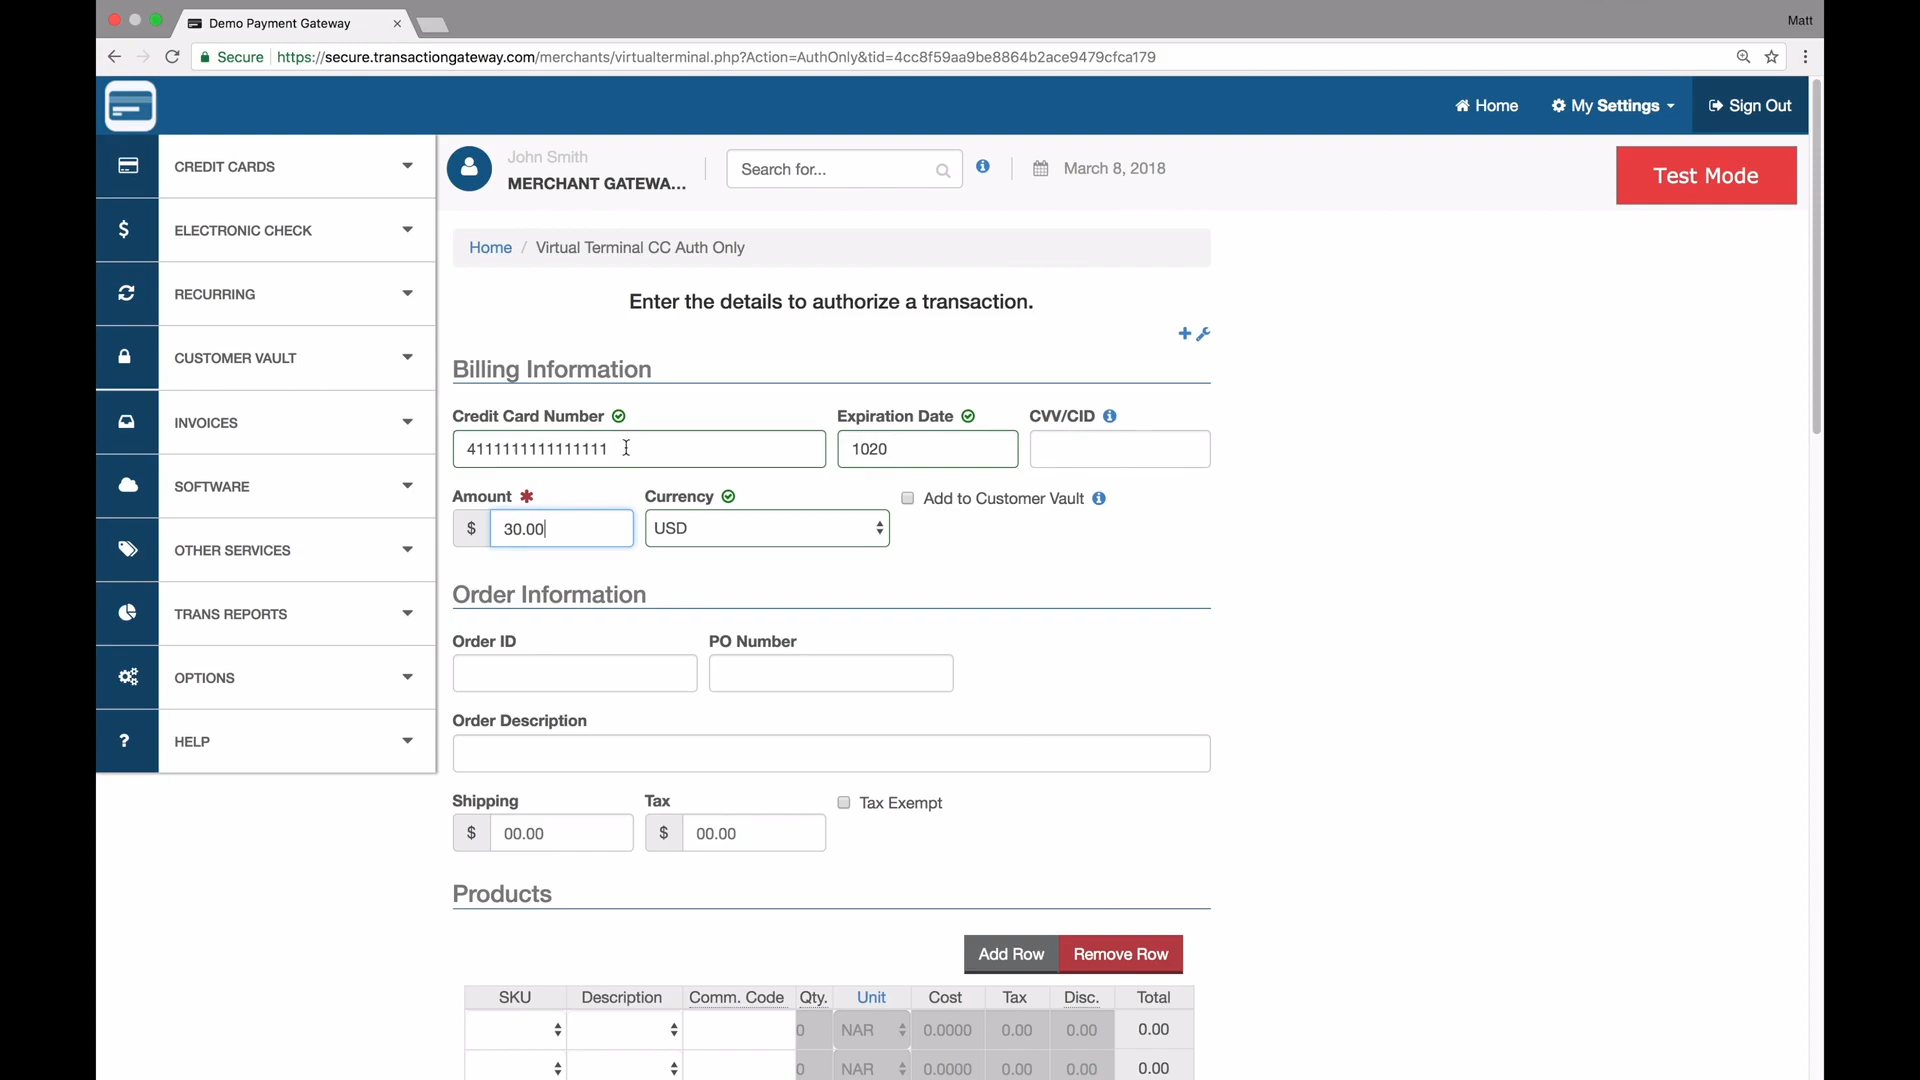 Demo Payment Gateway
Matt
Secure https://secure.transactiongateway.com/merchants/virtualterminal.php?Action=AuthOnly&tid=4cc8f59aa9be8864b2ace9479cfca179
Home My Settings Sign Out
CREDIT CARDS
ELECTRONIC CHECK
RECURRING
CUSTOMER VAULT
INVOICES
SOFTWARE
OTHER SERVICES
TRANS REPORTS
OPTIONS
? HELP
John Smith
MERCHANT GATEWA...
Search for...
March 8, 2018
Test Mode
Home / Virtual Terminal CC Auth Only
Enter the details to authorize a transaction.
Billing Information
Credit Card Number Expiration Date CVV/CID
4111111111111111 1020
Amount * Currency Add to Customer Vault
$ 30.00 USD
Order Information
Order ID PO Number
Order Description
Shipping Tax Tax Exempt
$ 00.00 $ 00.00
Products
Add Row Remove Row
SKU Description Comm. Code Qty. Unit Cost Tax Disc. Total
0 NAR 0.0000 0.00 0.00 0.00
0 NAR 0.0000 0.00 0.00 0.00